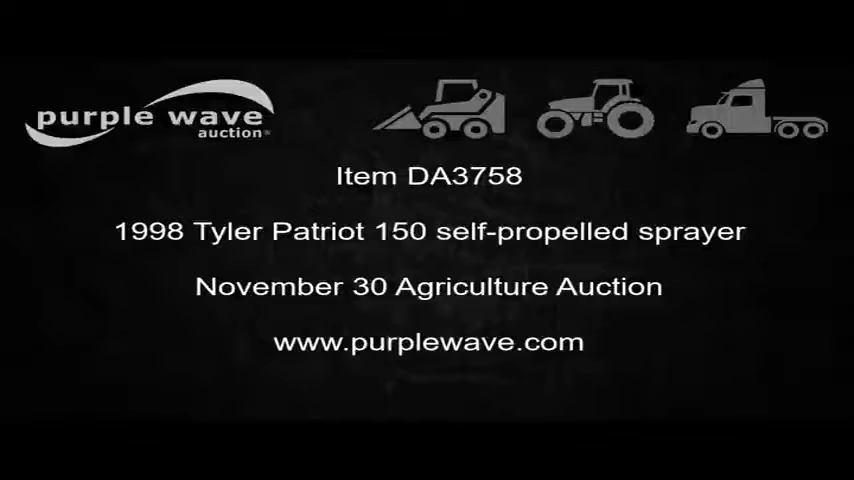 purple wave
auction®
Item DA3758
1998 Tyler Patriot 150 self-propelled sprayer
November 30 Agriculture Auction
www.purplewave.com